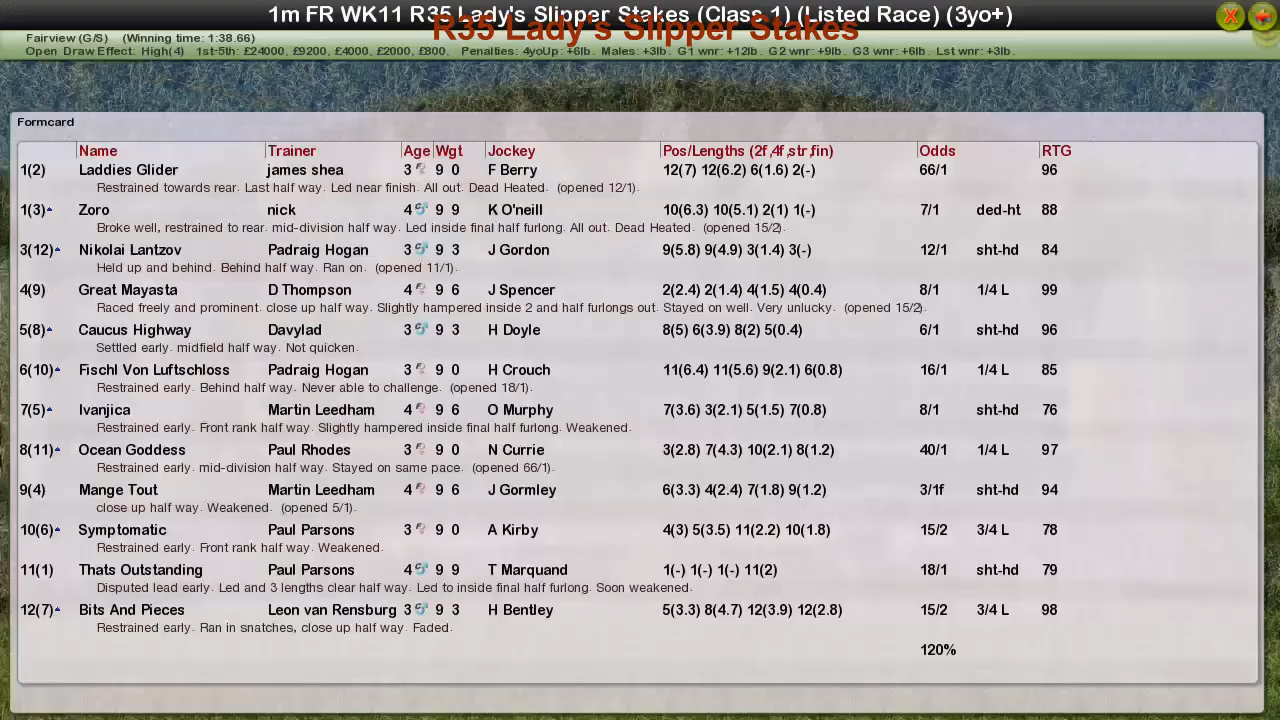 1m FR WK11 R35 Lady's Slipper Stakes (Class 1) (Listed Race) (3yo+)
R35 Lady's Slipper Stakes
Fairview (G/S) (Winning time: 1:38.66)
Open Draw Effect: High(4) 1st-5th: £24000, £9200, £4000, £2000, £800. Penalties: 4yoUp: +6lb. Males: +3lb. G1 wnr: +12lb. G2 wnr: +9lb. G3 wnr: +6lb. Lst wnr: +3lb.
Formcard
Name Trainer Age Wgt Jockey Pos/Lengths (2f,4f,str,fin) Odds RTG
1(2) Laddies Glider james shea 3 9 0 F Berry 12(7) 12(6.2) 6(1.6) 2(-) 66/1 96
Restrained towards rear. Last half way. Led near finish. All out. Dead Heated. (opened 12/1).
1(3) Zoro nick 4 9 9 K O'neill 10(6.3) 10(5.1) 2(1) 1(-) 7/1 ded-ht 88
Broke well, restrained to rear. mid-division half way. Led inside final half furlong. All out. Dead Heated. (opened 15/2).
3(12) Nikolai Lantzov Padraig Hogan 3 9 3 J Gordon 9(5.8) 9(4.9) 3(1.4) 3(-) 12/1 sht-hd 84
Held up and behind. Behind half way. Ran on. (opened 11/1).
4(9) Great Mayasta D Thompson 4 9 6 J Spencer 2(2.4) 2(1.4) 4(1.5) 4(0.4) 8/1 1/4 L 99
Raced freely and prominent. close up half way. Slightly hampered inside 2 and half furlongs out. Stayed on well. Very unlucky. (opened 15/2).
5(8) Caucus Highway Davylad 3 9 3 H Doyle 8(5) 6(3.9) 8(2) 5(0.4) 6/1 sht-hd 96
Settled early. midfield half way. Not quicken.
6(10) Fischl Von Luftschloss Padraig Hogan 3 9 0 H Crouch 11(6.4) 11(5.6) 9(2.1) 6(0.8) 16/1 1/4 L 85
Restrained early. Behind half way. Never able to challenge. (opened 18/1).
7(5) Ivanjica Martin Leedham 4 9 6 O Murphy 7(3.6) 3(2.1) 5(1.5) 7(0.8) 8/1 sht-hd 76
Restrained early. Front rank half way. Slightly hampered inside final half furlong. Weakened.
8(11) Ocean Goddess Paul Rhodes 3 9 0 N Currie 3(2.8) 7(4.3) 10(2.1) 8(1.2) 40/1 1/4 L 97
Restrained early. mid-division half way. Stayed on same pace. (opened 66/1).
9(4) Mange Tout Martin Leedham 4 9 6 J Gormley 6(3.3) 4(2.4) 7(1.8) 9(1.2) 3/1f sht-hd 94
close up half way. Weakened. (opened 5/1).
10(6) Symptomatic Paul Parsons 3 9 0 A Kirby 4(3) 5(3.5) 11(2.2) 10(1.8) 15/2 3/4 L 78
Restrained early. Front rank half way. Weakened.
11(1) Thats Outstanding Paul Parsons 4 9 9 T Marquand 1(-) 1(-) 1(-) 11(2) 18/1 sht-hd 79
Disputed lead early. Led and 3 lengths clear half way. Led to inside final half furlong. Soon weakened.
12(7) Bits And Pieces Leon van Rensburg 3 9 3 H Bentley 5(3.3) 8(4.7) 12(3.9) 12(2.8) 15/2 3/4 L 98
Restrained early. Ran in snatches, close up half way. Faded.
120%